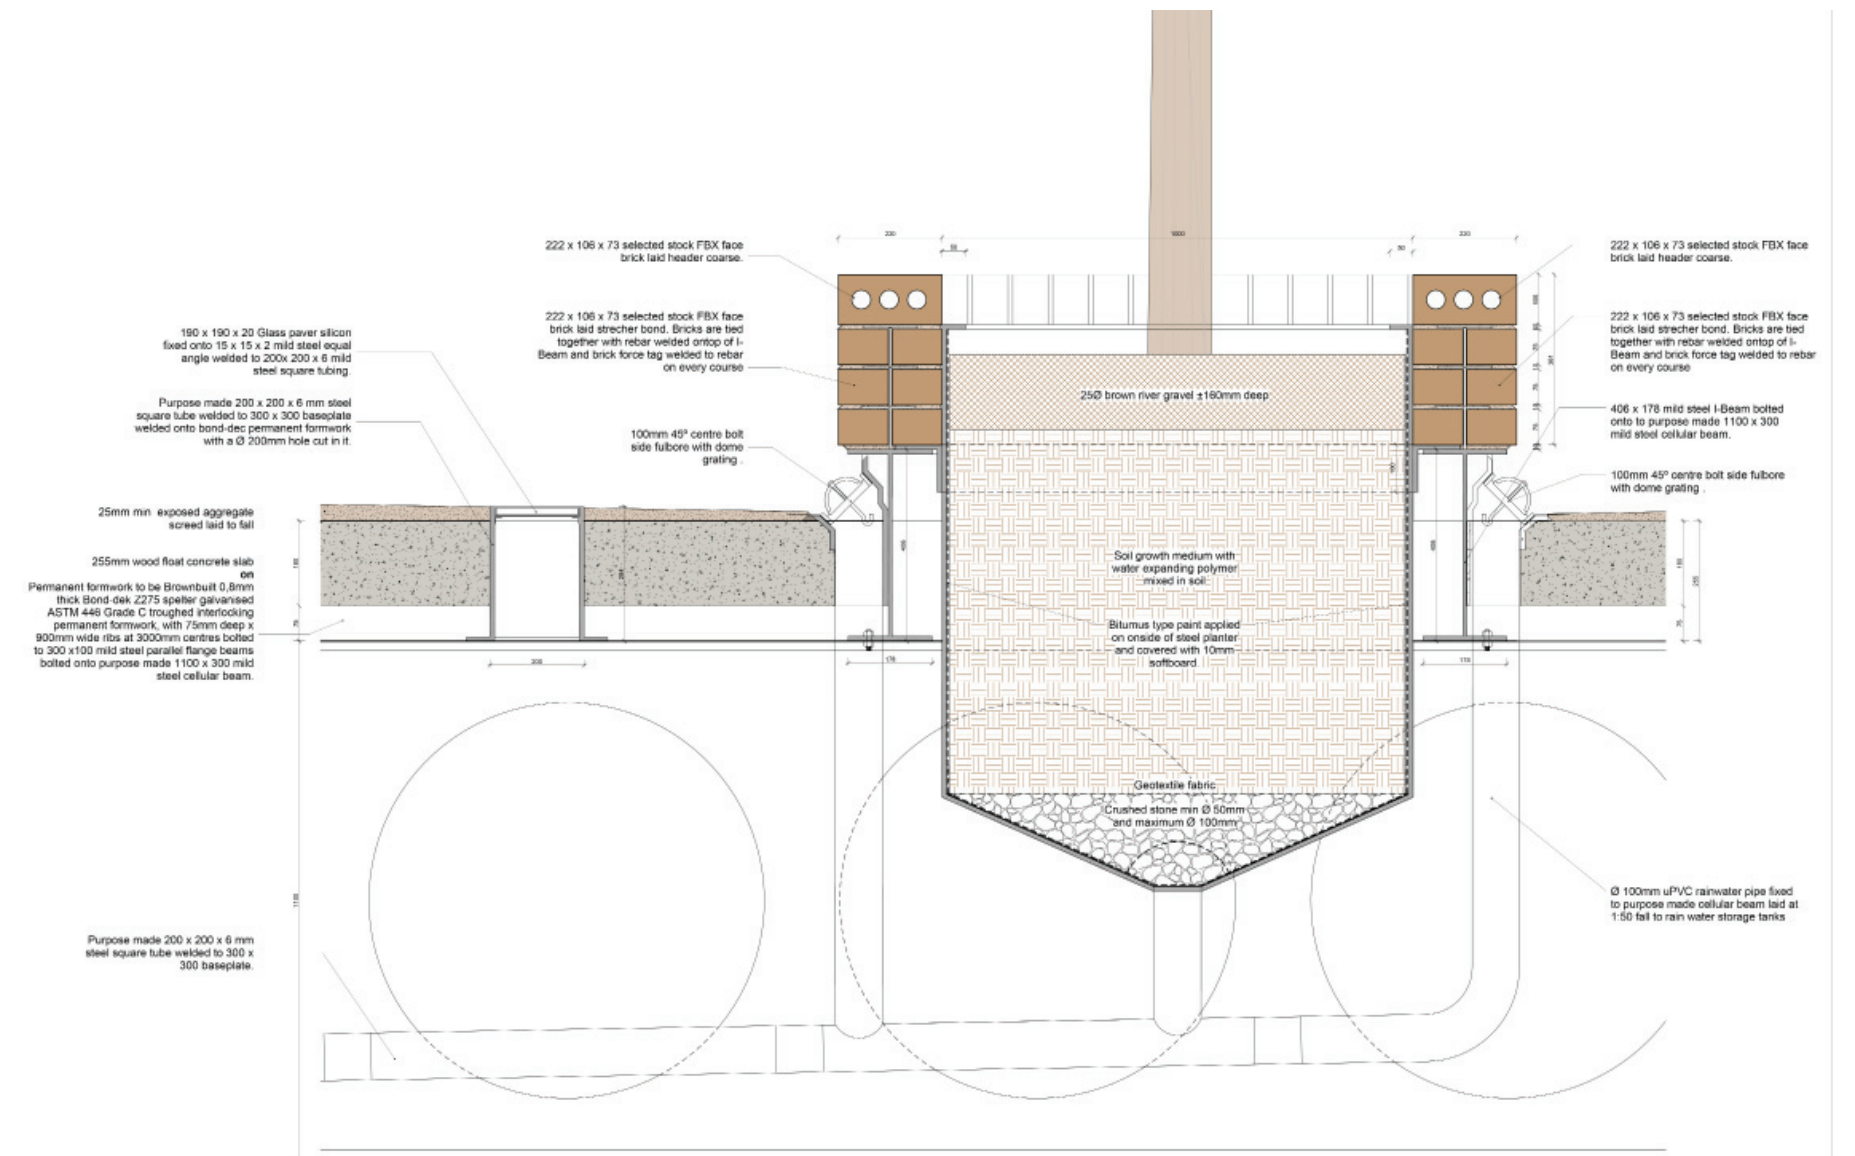 220
1000
220
50
50
222 x 106 x 73 selected stock FBX face
brick laid header coarse.
222 x 106 x 73 selected stock FBX face
brick laid strecher bond. Bricks are tied
together with rebar welded ontop of I-
Beam and brick force tag welded to rebar
on every course
190 x 190 x 20 Glass paver silicon
fixed onto 15 x 15 x 2 mild steel equal
angle welded to 200x 200 x 6 mild
steel square tubing.
Purpose made 200 x 200 x 6 mm steel
square tube welded to 300 x 300 baseplate
welded onto bond-dec permanent formwork
with a Ø 200mm hole cut in it.
100mm 45º centre bolt
side fulbore with dome
grating .
25mm min exposed aggregate
screed laid to fall
255mm wood float concrete slab
on
Permanent formwork to be Brownbuilt 0,8mm
thick Bond-dek Z275 spelter galvanised
ASTM 446 Grade C troughed interlocking
permanent formwork, with 75mm deep x
900mm wide ribs at 3000mm centres bolted
to 300 x100 mild steel parallel flange beams
bolted onto purpose made 1100 x 300 mild
steel cellular beam.
Purpose made 200 x 200 x 6 mm
steel square tube welded to 300 x
300 baseplate.
200
178
178
1100
25Ø brown river gravel ±160mm deep
Soil growth medium with
water expanding polymer
mixed in soil
Bitumus type paint applied
on onside of steel planter
and covered with 10mm
softboard
Geotextile fabric
Crushed stone min Ø 50mm
and maximum Ø 100mm
222 x 106 x 73 selected stock FBX face
brick laid header coarse.
222 x 106 x 73 selected stock FBX face
brick laid strecher bond. Bricks are tied
together with rebar welded ontop of I-
Beam and brick force tag welded to rebar
on every course
406 x 178 mild steel I-Beam bolted
onto to purpose made 1100 x 300
mild steel cellular beam.
100mm 45º centre bolt side fulbore
with dome grating .
255
75
Ø 100mm uPVC rainwater pipe fixed
to purpose made cellular beam laid at
1:50 fall to rain water storage tanks